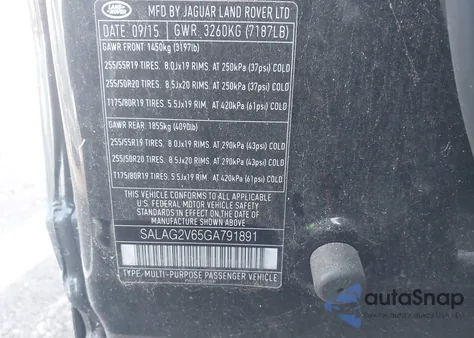 LAND ROVER
MFD BY JAGUAR LAND ROVER LTD
DATE: 09/15 GWR. 3260KG (7187LB)
GAWR FRONT 1450kg (3197lb)
255/55R19 TIRES. 8.0Jx19 RIMS. AT 250kPa (37psi) COLD
255/50R20 TIRES. 8.5Jx20 RIMS. AT 250kPa (37psi) COLD
T175/80R19 TIRES. 5.5Jx19 RIM. AT 420kPa (61psi) COLD
GAWR REAR: 1855kg (4090lb)
255/55R19 TIRES. 8.0Jx19 RIMS. AT 290kPa (43psi) COLD
255/50R20 TIRES. 8.5Jx20 RIMS. AT 290kPa (43psi) COLD
T175/80R19 TIRES. 5.5Jx19 RIM. AT 420kPa (61psi) COLD
THIS VEHICLE CONFORMS TO ALL APPLICABLE
U.S. FEDERAL MOTOR VEHICLE SAFETY
STANDARDS IN EFFECT ON THE DATE OF
MANUFACTURE SHOWN ABOVE.
SALAG2V65GA791891
TYPE: MULTI-PURPOSE PASSENGER VEHICLE
autoSnap
from AutoBidMaster